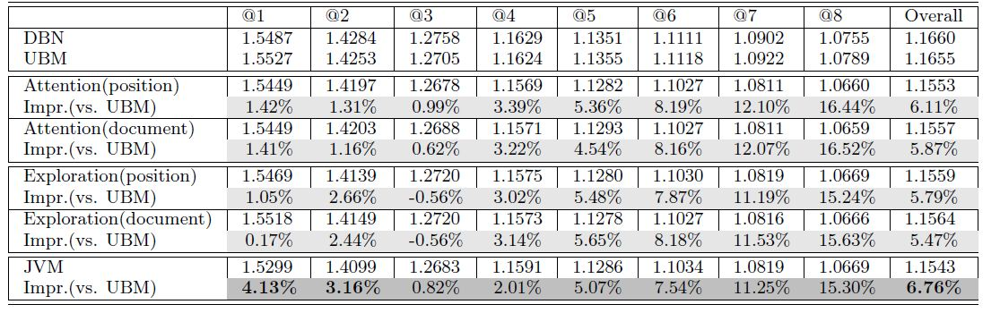 @1 @2 @3 @4 @5 @6 @7 @8 Overall
DBN 1.5487 1.4284 1.2758 1.1629 1.1351 1.1111 1.0902 1.0755 1.1660
UBM 1.5527 1.4253 1.2705 1.1624 1.1355 1.1118 1.0922 1.0789 1.1655
Attention(position) 1.5449 1.4197 1.2678 1.1569 1.1282 1.1027 1.0811 1.0660 1.1553
Impr.(vs. UBM) 1.42% 1.31% 0.99% 3.39% 5.36% 8.19% 12.10% 16.44% 6.11%
Attention(document) 1.5449 1.4203 1.2688 1.1571 1.1293 1.1027 1.0811 1.0659 1.1557
Impr.(vs. UBM) 1.41% 1.16% 0.62% 3.22% 4.54% 8.16% 12.07% 16.52% 5.87%
Exploration(position) 1.5469 1.4139 1.2720 1.1575 1.1280 1.1030 1.0819 1.0669 1.1559
Impr.(vs. UBM) 1.05% 2.66% -0.56% 3.02% 5.48% 7.87% 11.19% 15.24% 5.79%
Exploration(document) 1.5518 1.4149 1.2720 1.1573 1.1278 1.1027 1.0816 1.0666 1.1564
Impr.(vs. UBM) 0.17% 2.44% -0.56% 3.14% 5.65% 8.18% 11.53% 15.63% 5.47%
JVM 1.5299 1.4099 1.2683 1.1591 1.1286 1.1034 1.0819 1.0669 1.1543
Impr.(vs. UBM) 4.13% 3.16% 0.82% 2.01% 5.07% 7.54% 11.25% 15.30% 6.76%